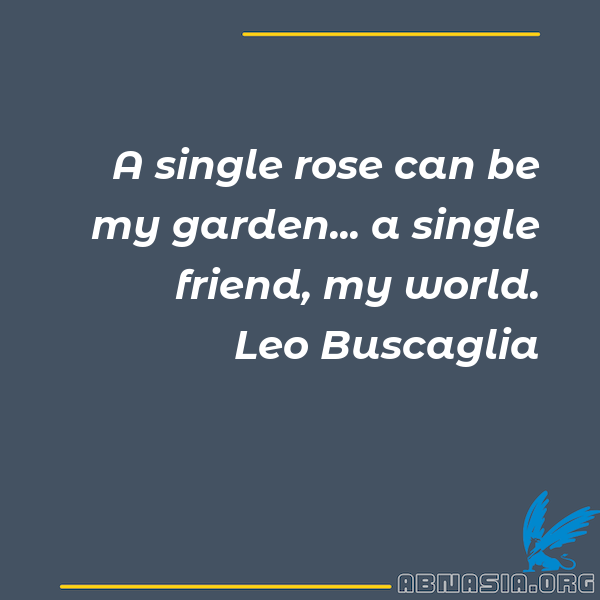 A single rose can be
my garden... a single
friend, my world.
Leo Buscaglia
ABNASIA.ORG